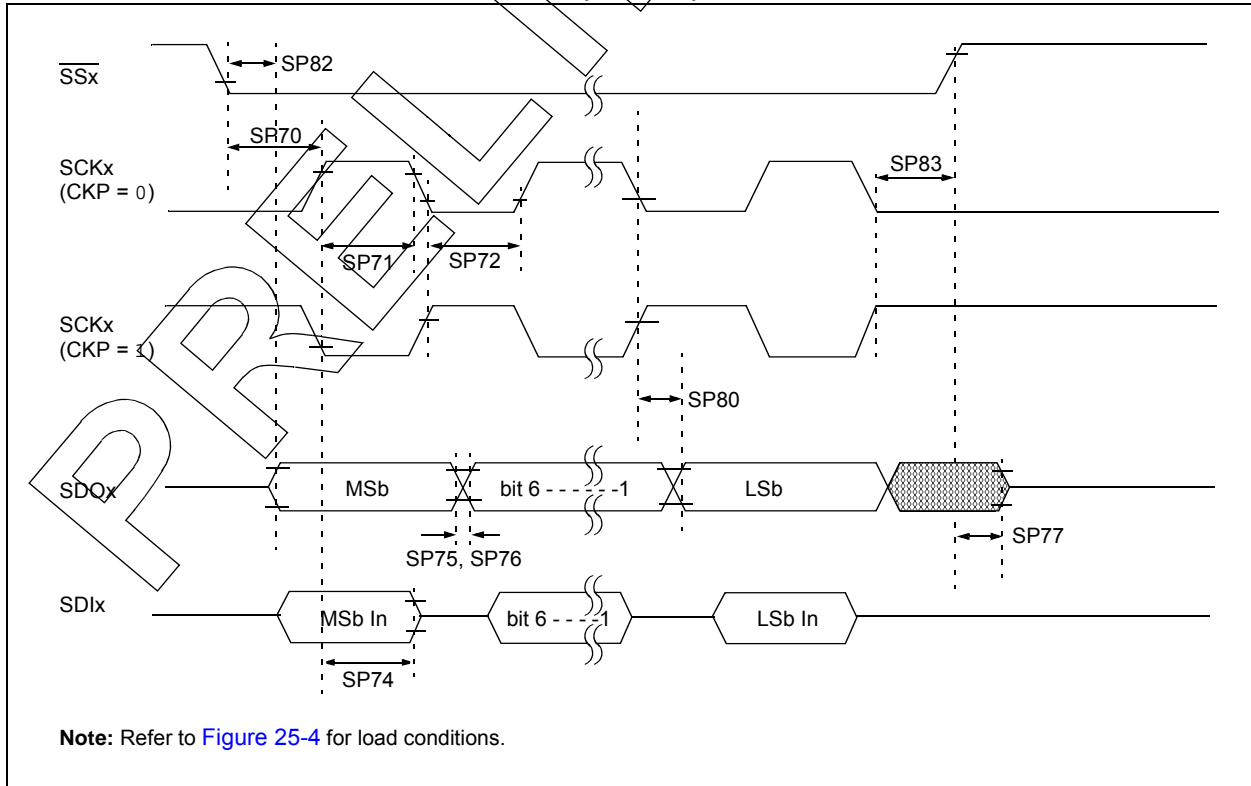 SSx
SP82
SP70
SCKx
(CKP = 0)
SP83
SP71
SP72
SCKx
(CKP = 1)
SP80
SDOx
MSb
bit 6 - - - - - -1
LSb
SP75, SP76
SP77
SDIx
MSb In
bit 6 - - - -1
LSb In
SP74
Note: Refer to Figure 25-4 for load conditions.